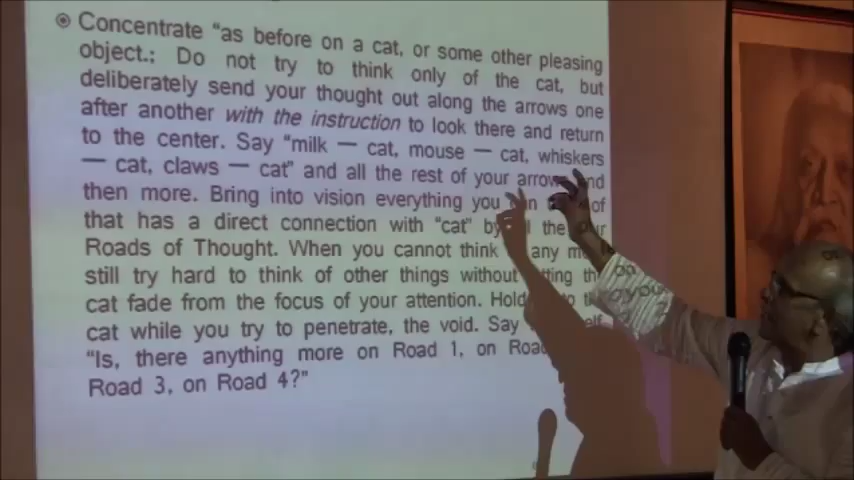 Concentrate "as before on a cat, or some other pleasing
object.; Do not try to think only of the cat, but
deliberately send your thought out along the arrows one
after another with the instruction to look there and return
to the center. Say "milk — cat, mouse — cat, whiskers
— cat, claws — cat" and all the rest of your arrows and
then more. Bring into vision everything you of
that has a direct connection with "cat" by the
Roads of Thought. When you cannot think any
still try hard to think of other things without
cat fade from the focus of your attention. Hold
cat while you try to penetrate, the void. Say
"Is, there anything more on Road 1, on Road
Road 3, on Road 4?"